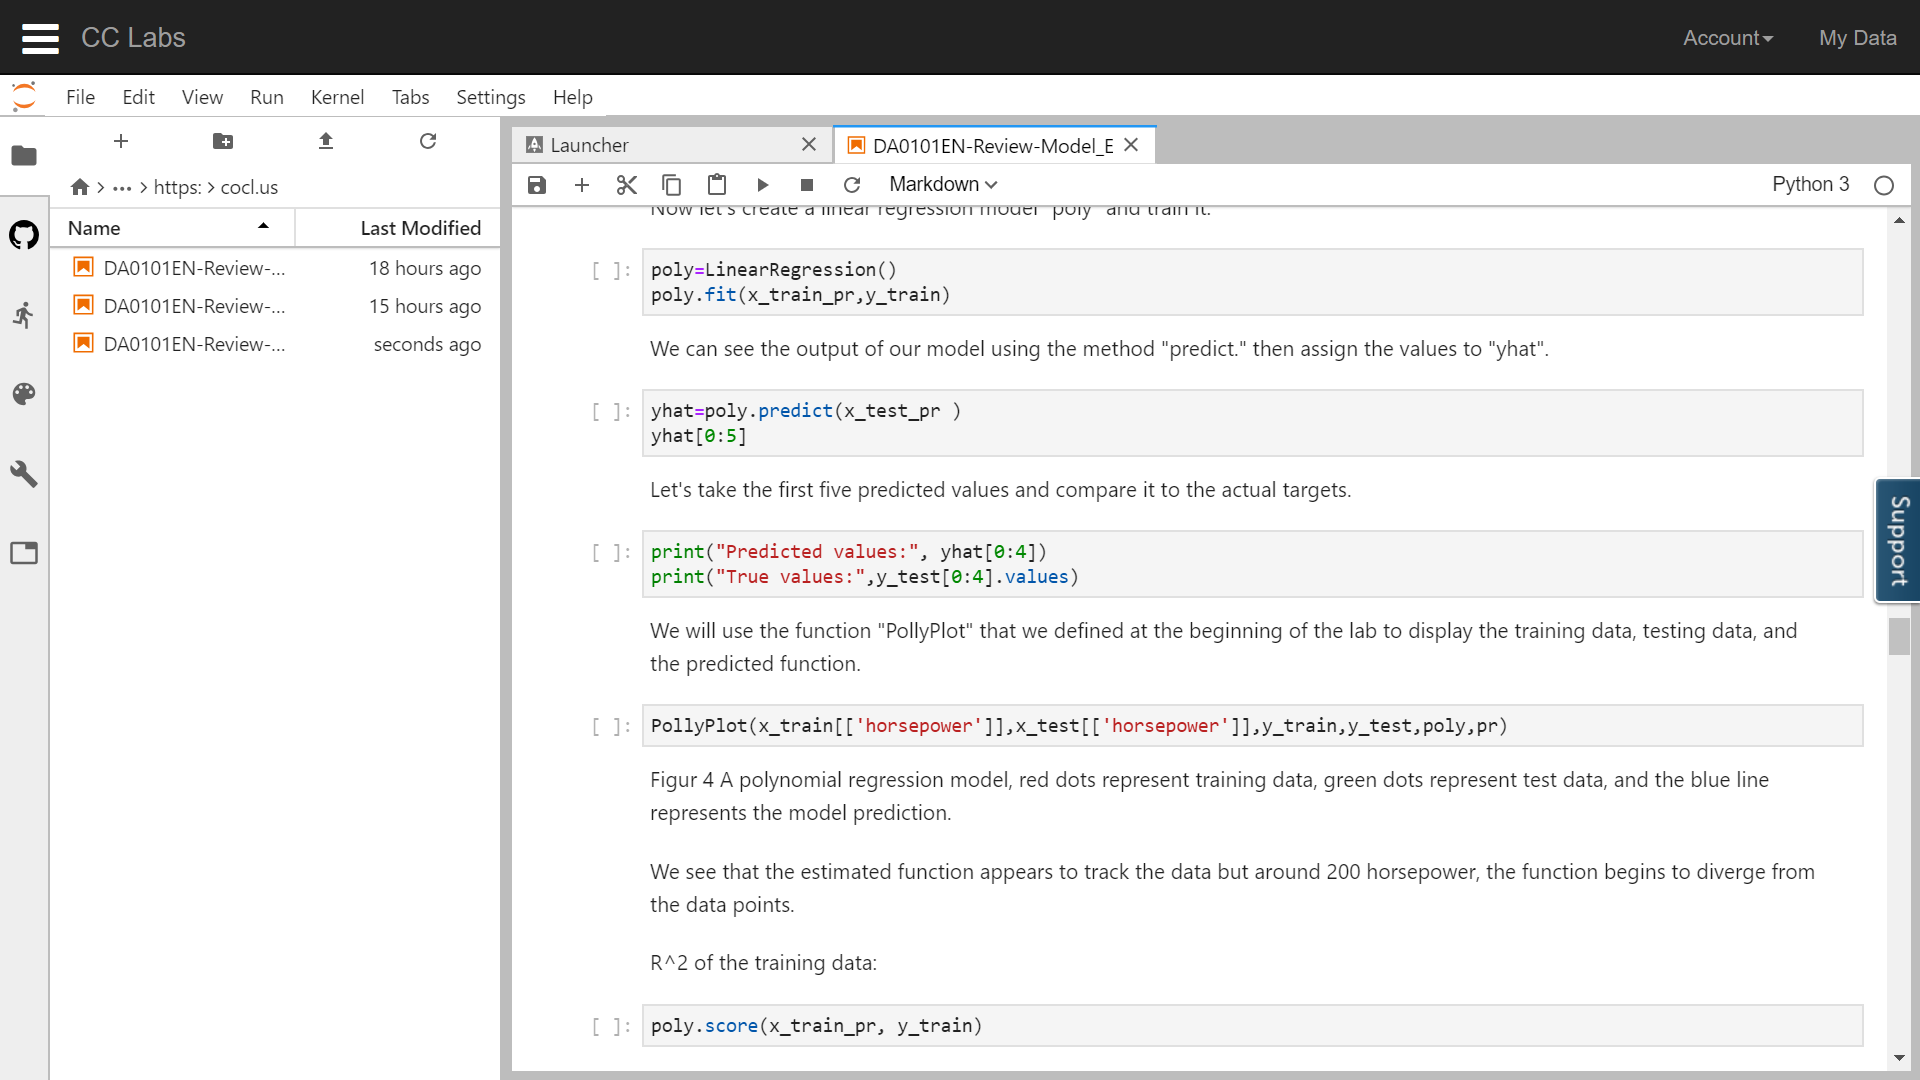 CC Labs
Account
My Data
File Edit View Run Kernel Tabs Settings Help
Launcher
DA0101EN-Review-Model_E
… https: cocl.us
Markdown
Python 3
Name
Last Modified
DA0101EN-Review-... 18 hours ago
DA0101EN-Review-... 15 hours ago
DA0101EN-Review-... seconds ago
Now let's create a linear regression model "poly" and train it.
[ ]: poly=LinearRegression()
poly.fit(x_train_pr,y_train)
We can see the output of our model using the method "predict." then assign the values to "yhat".
[ ]: yhat=poly.predict(x_test_pr )
yhat[0:5]
Let's take the first five predicted values and compare it to the actual targets.
[ ]: print("Predicted values:", yhat[0:4])
print("True values:",y_test[0:4].values)
We will use the function "PollyPlot" that we defined at the beginning of the lab to display the training data, testing data, and
the predicted function.
[ ]: PollyPlot(x_train[['horsepower']],x_test[['horsepower']],y_train,y_test,poly,pr)
Figur 4 A polynomial regression model, red dots represent training data, green dots represent test data, and the blue line
represents the model prediction.
We see that the estimated function appears to track the data but around 200 horsepower, the function begins to diverge from
the data points.
R^2 of the training data:
[ ]: poly.score(x_train_pr, y_train)
Support